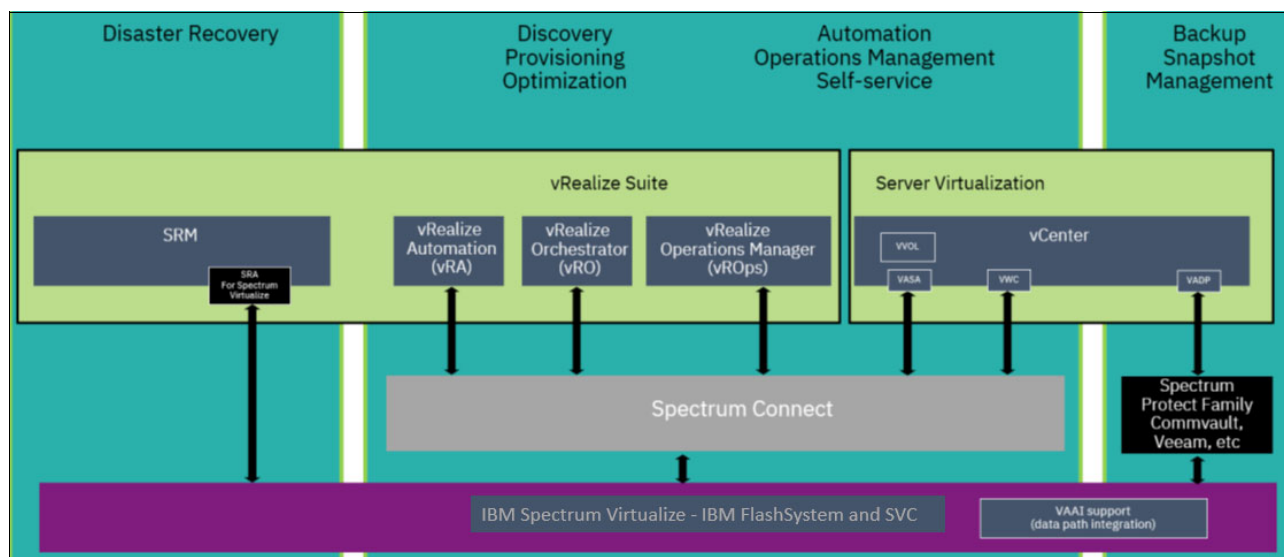 Disaster Recovery
Discovery
Provisioning
Optimization
Automation
Operations Management
Self-service
Backup
Snapshot
Management
vRealize Suite
Server Virtualization
SRM
SRA
For Spectrum
Virtualize
vRealize
Automation
(vRA)
vRealize
Orchestrator
(vRO)
vRealize
Operations Manager
(vROps)
vCenter
VVOL
VASA
VWC
VADP
Spectrum Connect
Spectrum
Protect Family
Commvault,
Veeam, etc
IBM Spectrum Virtualize - IBM FlashSystem and SVC
VAAI support
(data path integration)